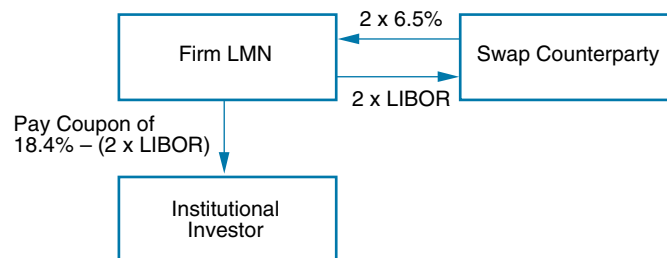 2 x 6.5%
Firm LMN
Swap Counterparty
2 x LIBOR
Pay Coupon of
18.4% – (2 x LIBOR)
Institutional
Investor